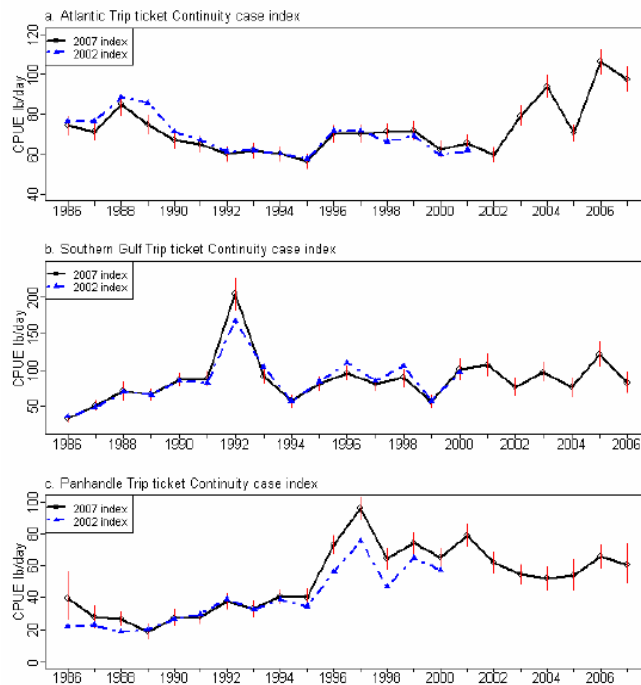 a. Atlantic Trip ticket Continuity case index
2007 index
2002 index
CPUE lb/day
120
100
80
60
40
1986 1988 1990 1992 1994 1996 1998 2000 2002 2004 2006
b. Southern Gulf Trip ticket Continuity case index
2007 index
2002 index
CPUE lb/day
200
150
100
50
1986 1988 1990 1992 1994 1996 1998 2000 2002 2004 2006
c. Panhandle Trip ticket Continuity case index
2007 index
2002 index
CPUE lb/day
100
80
60
40
20
0
1986 1988 1990 1992 1994 1996 1998 2000 2002 2004 2006